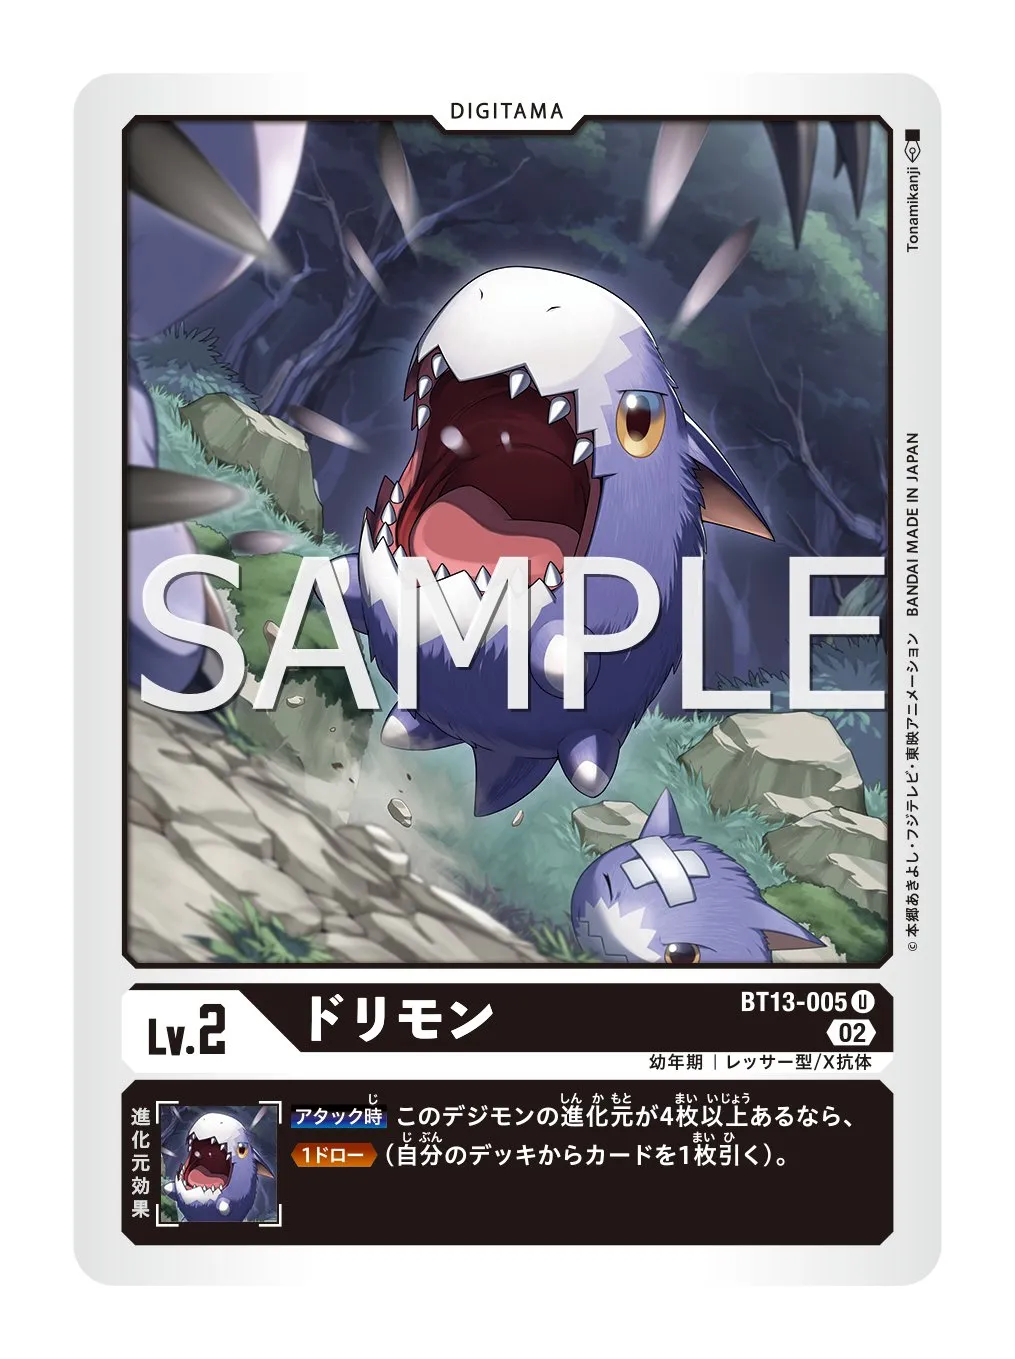 DIGITAMA
Tonamikanji
SAMPLE
© 本郷あきよし・フジテレビ・東映アニメーション BANDAI MADE IN JAPAN
Lv.2
ドリモン
BT13-005 U
02
幼年期｜レッサー型/X抗体
進化元効果
アタック時 このデジモンの進化元が4枚以上あるなら、
1ドロー (自分のデッキからカードを1枚引く)。